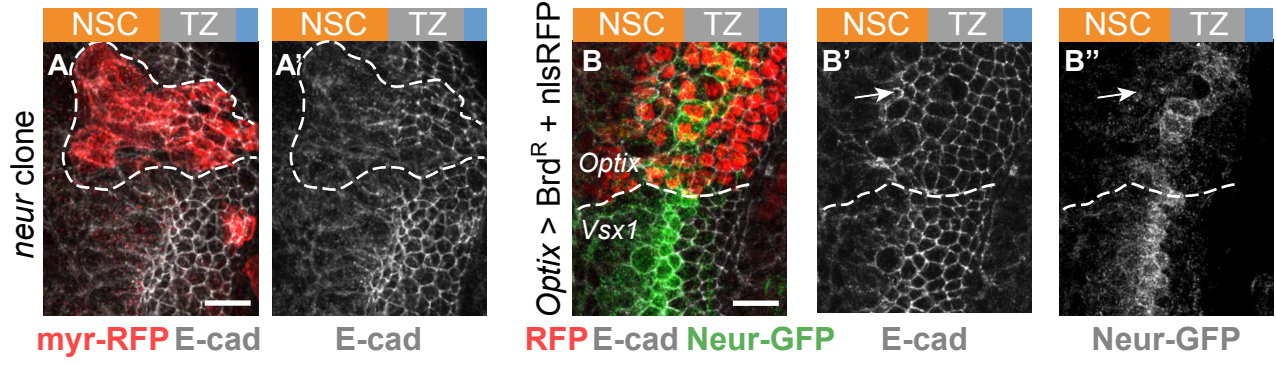 NSC TZ NSC TZ NSC TZ NSC TZ NSC TZ
A A' B B' B"
neur clone
Optix > Brdᴿ + nlsRFP
Optix
Vsx1
myr-RFP E-cad E-cad RFP E-cad Neur-GFP E-cad Neur-GFP